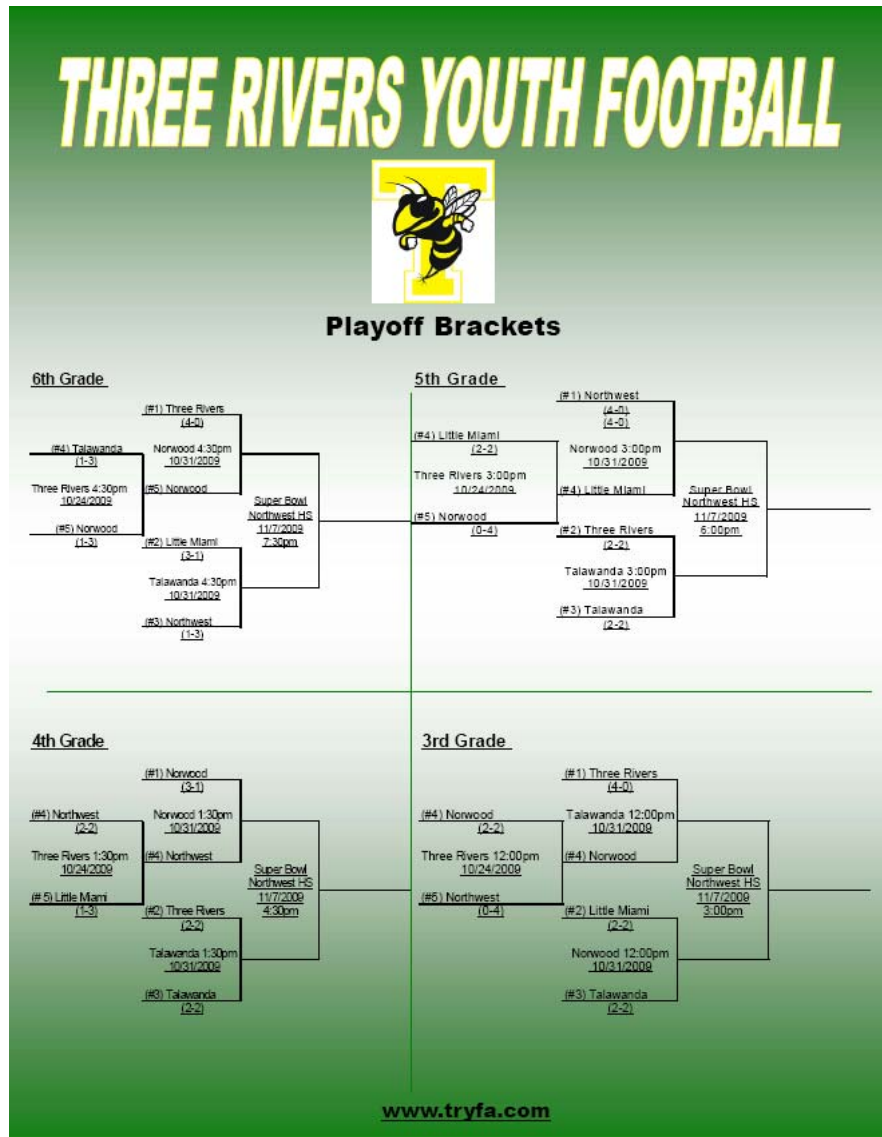 THREE RIVERS YOUTH FOOTBALL
T
Playoff Brackets
6th Grade
(#1) Three Rivers
(4-0)
(#4) Talawanda
(1-3)
Norwood 4:30pm
10/31/2009
Three Rivers 4:30pm
10/24/2009
(#5) Norwood
(#5) Norwood
(1-3)
Super Bowl
Northwest HS
11/7/2009
7:30pm
(#2) Little Miami
(3-1)
Talawanda 4:30pm
10/31/2009
(#3) Northwest
(1-3)
5th Grade
(#1) Northwest
(4-0)
(4-0)
(#4) Little Miami
(2-2)
Norwood 3:00pm
10/31/2009
Three Rivers 3:00pm
10/24/2009
(#4) Little Miami
(#5) Norwood
(0-4)
Super Bowl
Northwest HS
11/7/2009
6:00pm
(#2) Three Rivers
(2-2)
Talawanda 3:00pm
10/31/2009
(#3) Talawanda
(2-2)
4th Grade
(#1) Norwood
(3-1)
(#4) Northwest
(2-2)
Norwood 1:30pm
10/31/2009
Three Rivers 1:30pm
10/24/2009
(#4) Northwest
(# 5) Little Miami
(1-3)
Super Bowl
Northwest HS
11/7/2009
4:30pm
(#2) Three Rivers
(2-2)
Talawanda 1:30pm
10/31/2009
(#3) Talawanda
(2-2)
3rd Grade
(#1) Three Rivers
(4-0)
(#4) Norwood
(2-2)
Talawanda 12:00pm
10/31/2009
Three Rivers 12:00pm
10/24/2009
(#4) Norwood
(#5) Northwest
(0-4)
Super Bowl
Northwest HS
11/7/2009
3:00pm
(#2) Little Miami
(2-2)
Norwood 12:00pm
10/31/2009
(#3) Talawanda
(2-2)
www.tryfa.com